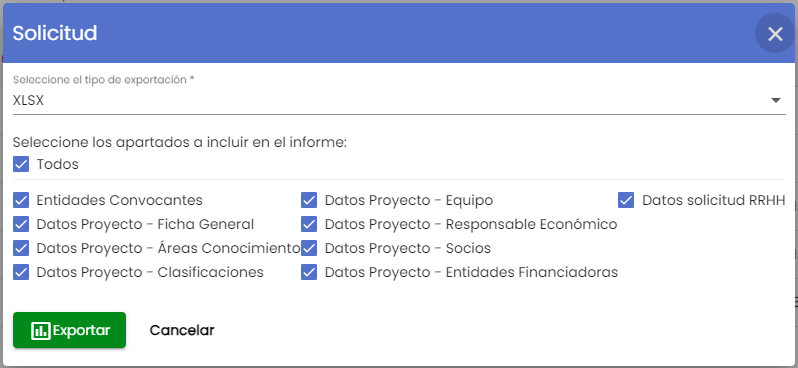 Solicitud
Seleccione el tipo de exportación *
XLSX
Seleccione los apartados a incluir en el informe:
Todos
Entidades Convocantes
Datos Proyecto - Equipo
Datos solicitud RRHH
Datos Proyecto - Ficha General
Datos Proyecto - Responsable Económico
Datos Proyecto - Áreas Conocimiento
Datos Proyecto - Socios
Datos Proyecto - Clasificaciones
Datos Proyecto - Entidades Financiadoras
Exportar
Cancelar